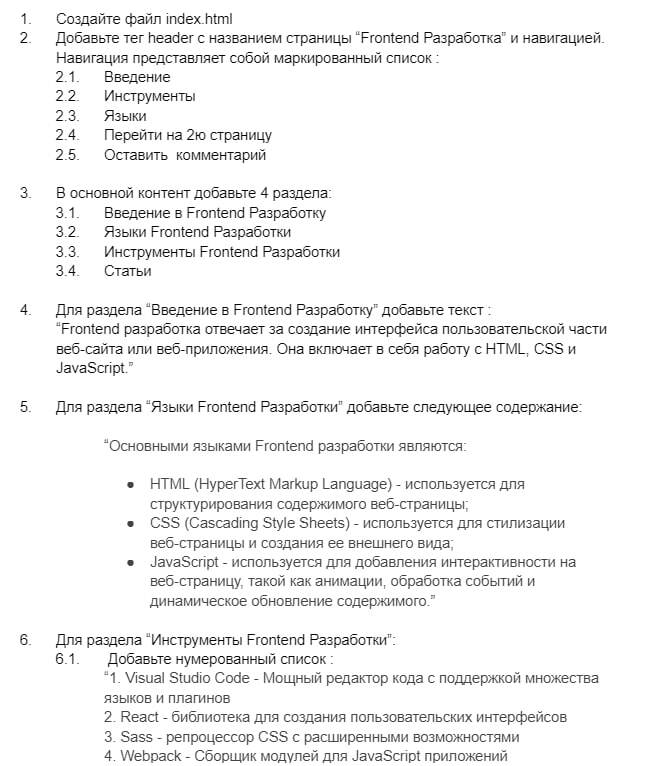 1. Создайте файл index.html
2. Добавьте тег header с названием страницы “Frontend Разработка” и навигацией.
Навигация представляет собой маркированный список :
2.1. Введение
2.2. Инструменты
2.3. Языки
2.4. Перейти на 2ю страницу
2.5. Оставить комментарий
3. В основной контент добавьте 4 раздела:
3.1. Введение в Frontend Разработку
3.2. Языки Frontend Разработки
3.3. Инструменты Frontend Разработки
3.4. Статьи
4. Для раздела “Введение в Frontend Разработку” добавьте текст :
“Frontend разработка отвечает за создание интерфейса пользовательской части
веб-сайта или веб-приложения. Она включает в себя работу с HTML, CSS и
JavaScript.”
5. Для раздела “Языки Frontend Разработки” добавьте следующее содержание:
“Основными языками Frontend разработки являются:
● HTML (HyperText Markup Language) - используется для
структурирования содержимого веб-страницы;
● CSS (Cascading Style Sheets) - используется для стилизации
веб-страницы и создания ее внешнего вида;
● JavaScript - используется для добавления интерактивности на
веб-страницу, такой как анимации, обработка событий и
динамическое обновление содержимого.”
6. Для раздела “Инструменты Frontend Разработки”:
6.1. Добавьте нумерованный список :
“1. Visual Studio Code - Мощный редактор кода с поддержкой множества
языков и плагинов
2. React - библиотека для создания пользовательских интерфейсов
3. Sass - репроцессор CSS с расширенными возможностями
4. Webpack - Сборщик модулей для JavaScript приложений